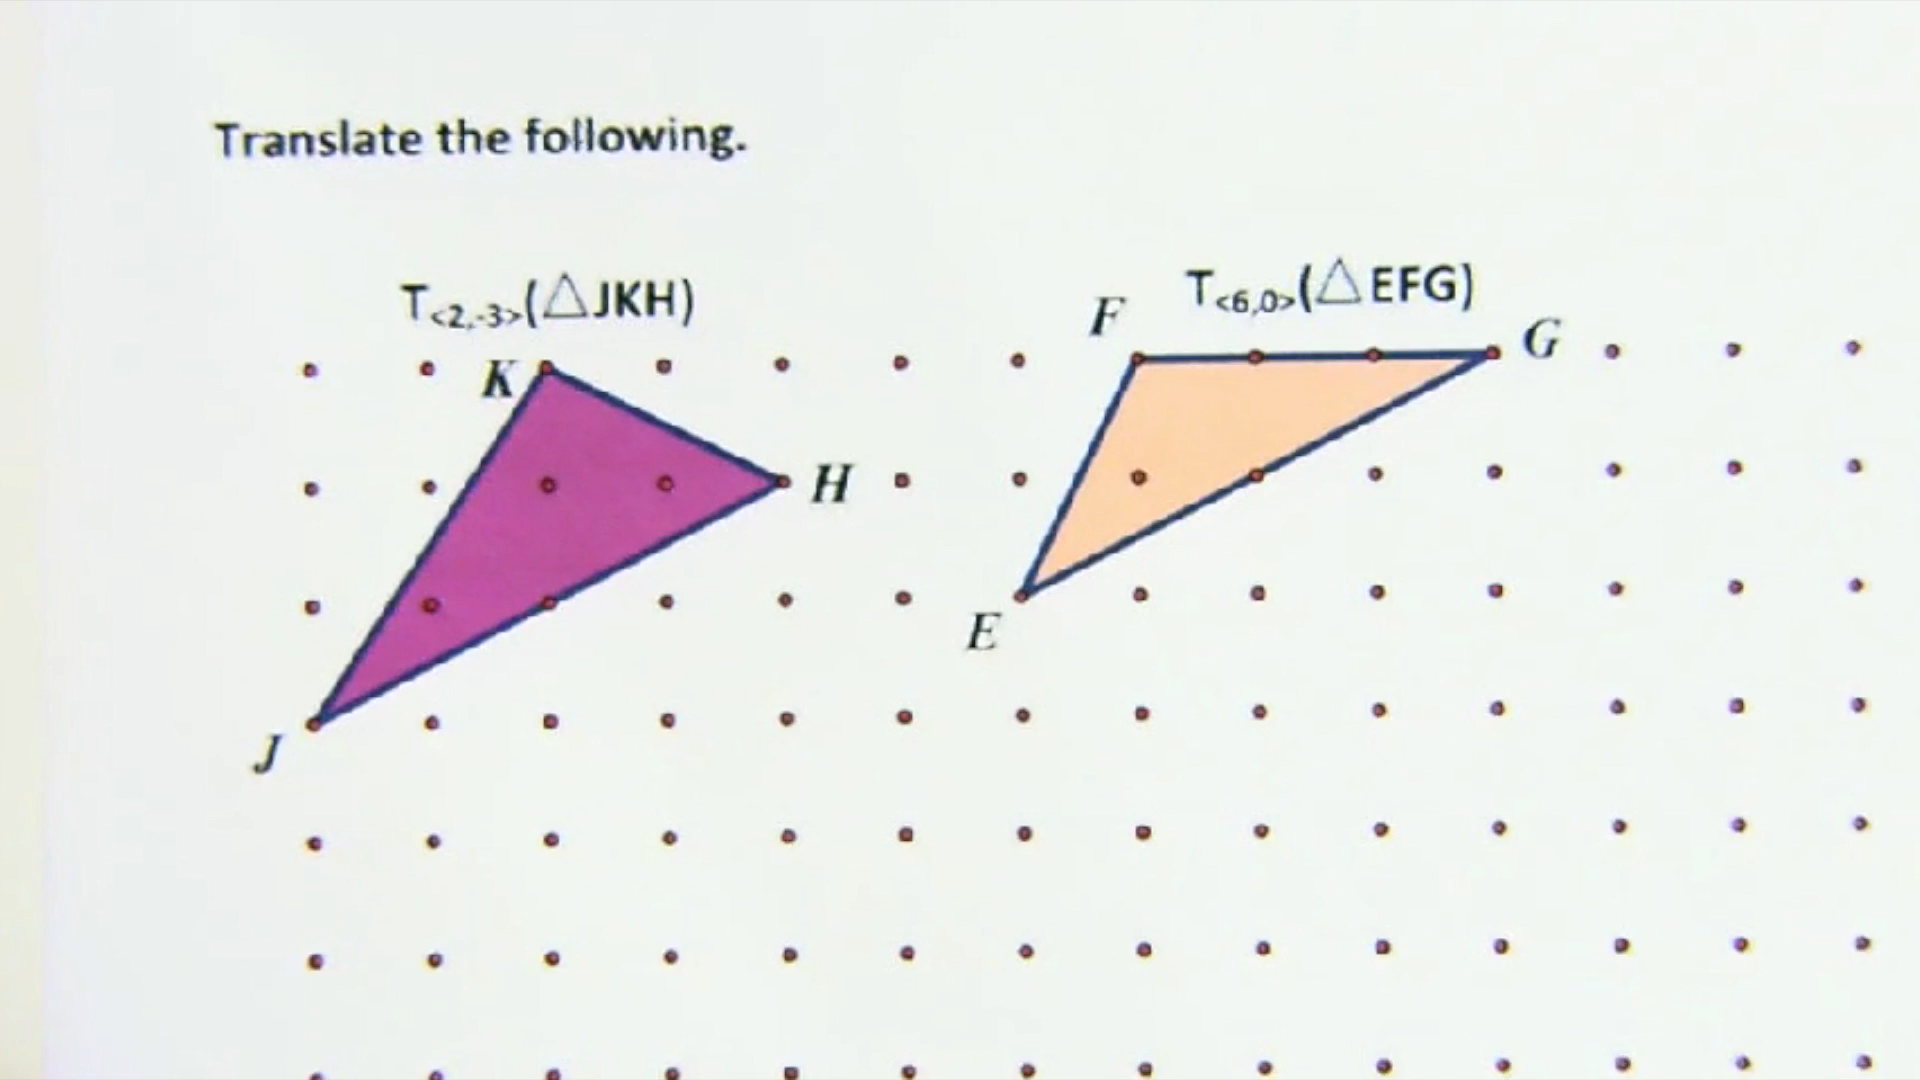 Translate the following.
T<2,-3>(△JKH)
T<6,0>(△EFG)
F
G
K
H
E
J